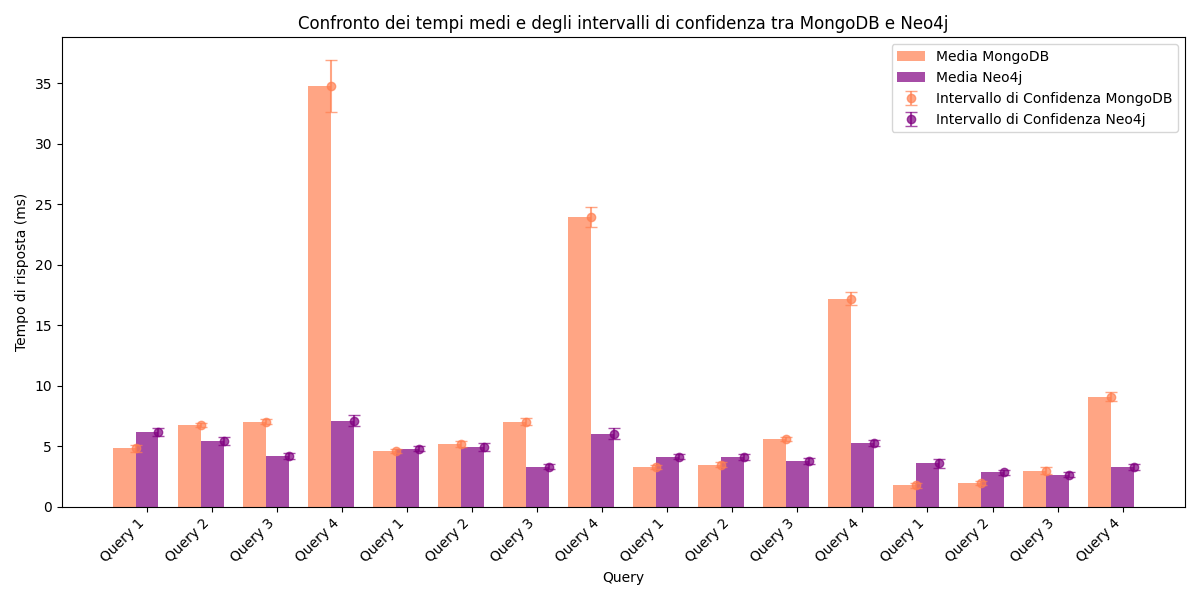 Confronto dei tempi medi e degli intervalli di confidenza tra MongoDB e Neo4j
Media MongoDB
Media Neo4j
Intervallo di Confidenza MongoDB
Intervallo di Confidenza Neo4j
Tempo di risposta (ms)
35
30
25
20
15
10
5
0
Query 1
Query 2
Query 3
Query 4
Query 1
Query 2
Query 3
Query 4
Query 1
Query 2
Query 3
Query 4
Query 1
Query 2
Query 3
Query 4
Query